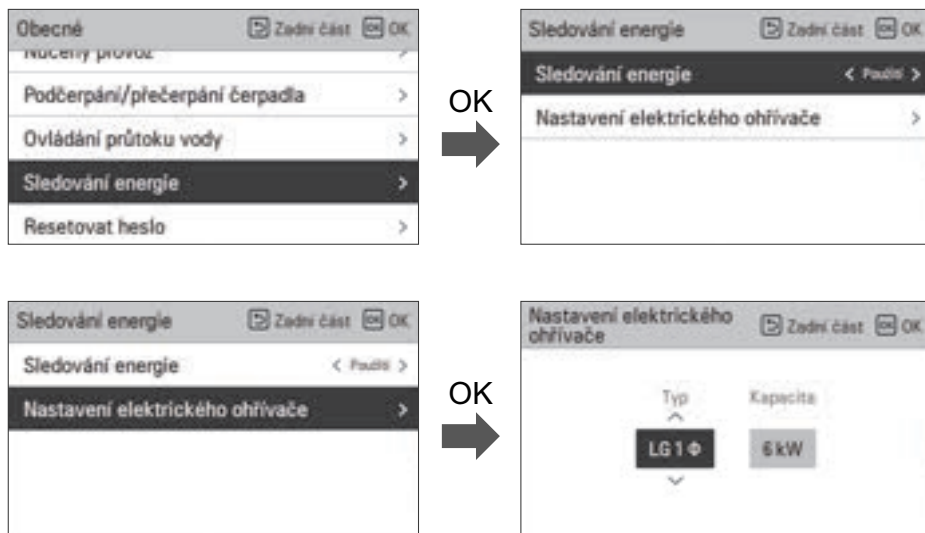 Obecné Zadní část OK
Nucený provoz >
Podčerpání/přečerpání čerpadla >
Ovládání průtoku vody >
Sledování energie >
Resetovat heslo >
OK
Sledování energie Zadní část OK
Sledování energie < Použití >
Nastavení elektrického ohřívače >
Sledování energie Zadní část OK
Sledování energie < Použití >
Nastavení elektrického ohřívače >
OK
Nastavení elektrického
ohřívače Zadní část OK
Typ Kapacita
LG 1 Φ 6 kW